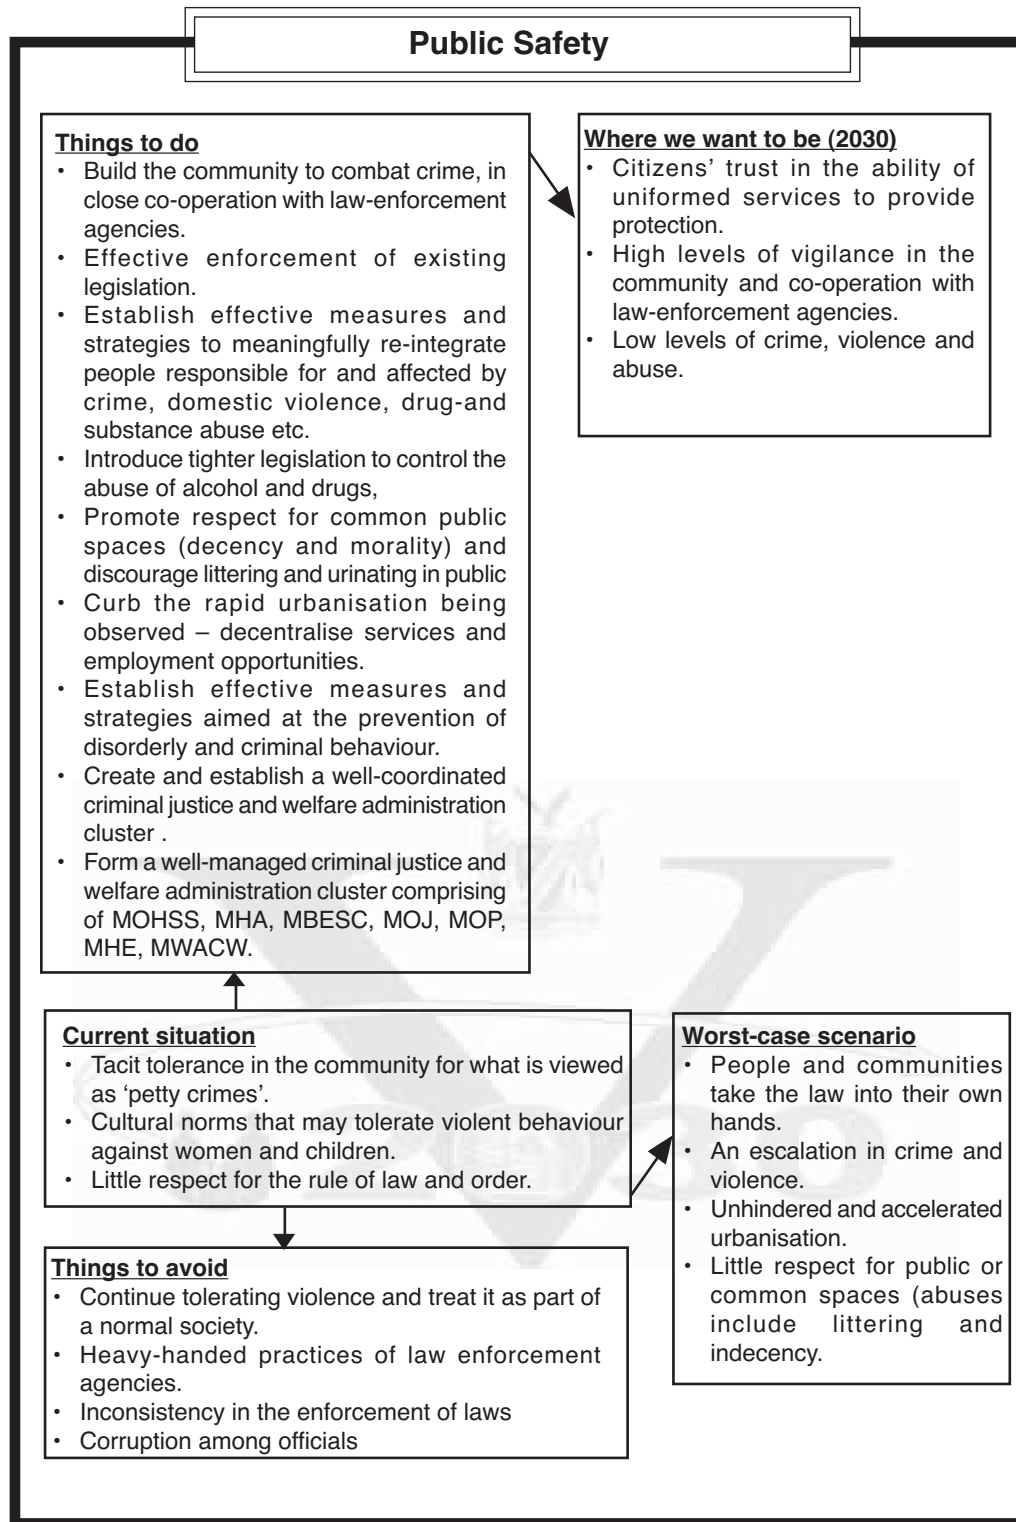 Public Safety
Things to do
• Build the community to combat crime, in
close co-operation with law-enforcement
agencies.
• Effective enforcement of existing
legislation.
• Establish effective measures and
strategies to meaningfully re-integrate
people responsible for and affected by
crime, domestic violence, drug-and
substance abuse etc.
• Introduce tighter legislation to control the
abuse of alcohol and drugs,
• Promote respect for common public
spaces (decency and morality) and
discourage littering and urinating in public
• Curb the rapid urbanisation being
observed – decentralise services and
employment opportunities.
• Establish effective measures and
strategies aimed at the prevention of
disorderly and criminal behaviour.
• Create and establish a well-coordinated
criminal justice and welfare administration
cluster .
• Form a well-managed criminal justice and
welfare administration cluster comprising
of MOHSS, MHA, MBESC, MOJ, MOP,
MHE, MWACW.
Where we want to be (2030)
• Citizens’ trust in the ability of
uniformed services to provide
protection.
• High levels of vigilance in the
community and co-operation with
law-enforcement agencies.
• Low levels of crime, violence and
abuse.
Current situation
• Tacit tolerance in the community for what is viewed
as ‘petty crimes’.
• Cultural norms that may tolerate violent behaviour
against women and children.
• Little respect for the rule of law and order.
Worst-case scenario
• People and communities
take the law into their own
hands.
• An escalation in crime and
violence.
• Unhindered and accelerated
urbanisation.
• Little respect for public or
common spaces (abuses
include littering and
indecency.
Things to avoid
• Continue tolerating violence and treat it as part of
a normal society.
• Heavy-handed practices of law enforcement
agencies.
• Inconsistency in the enforcement of laws
• Corruption among officials
V
2030